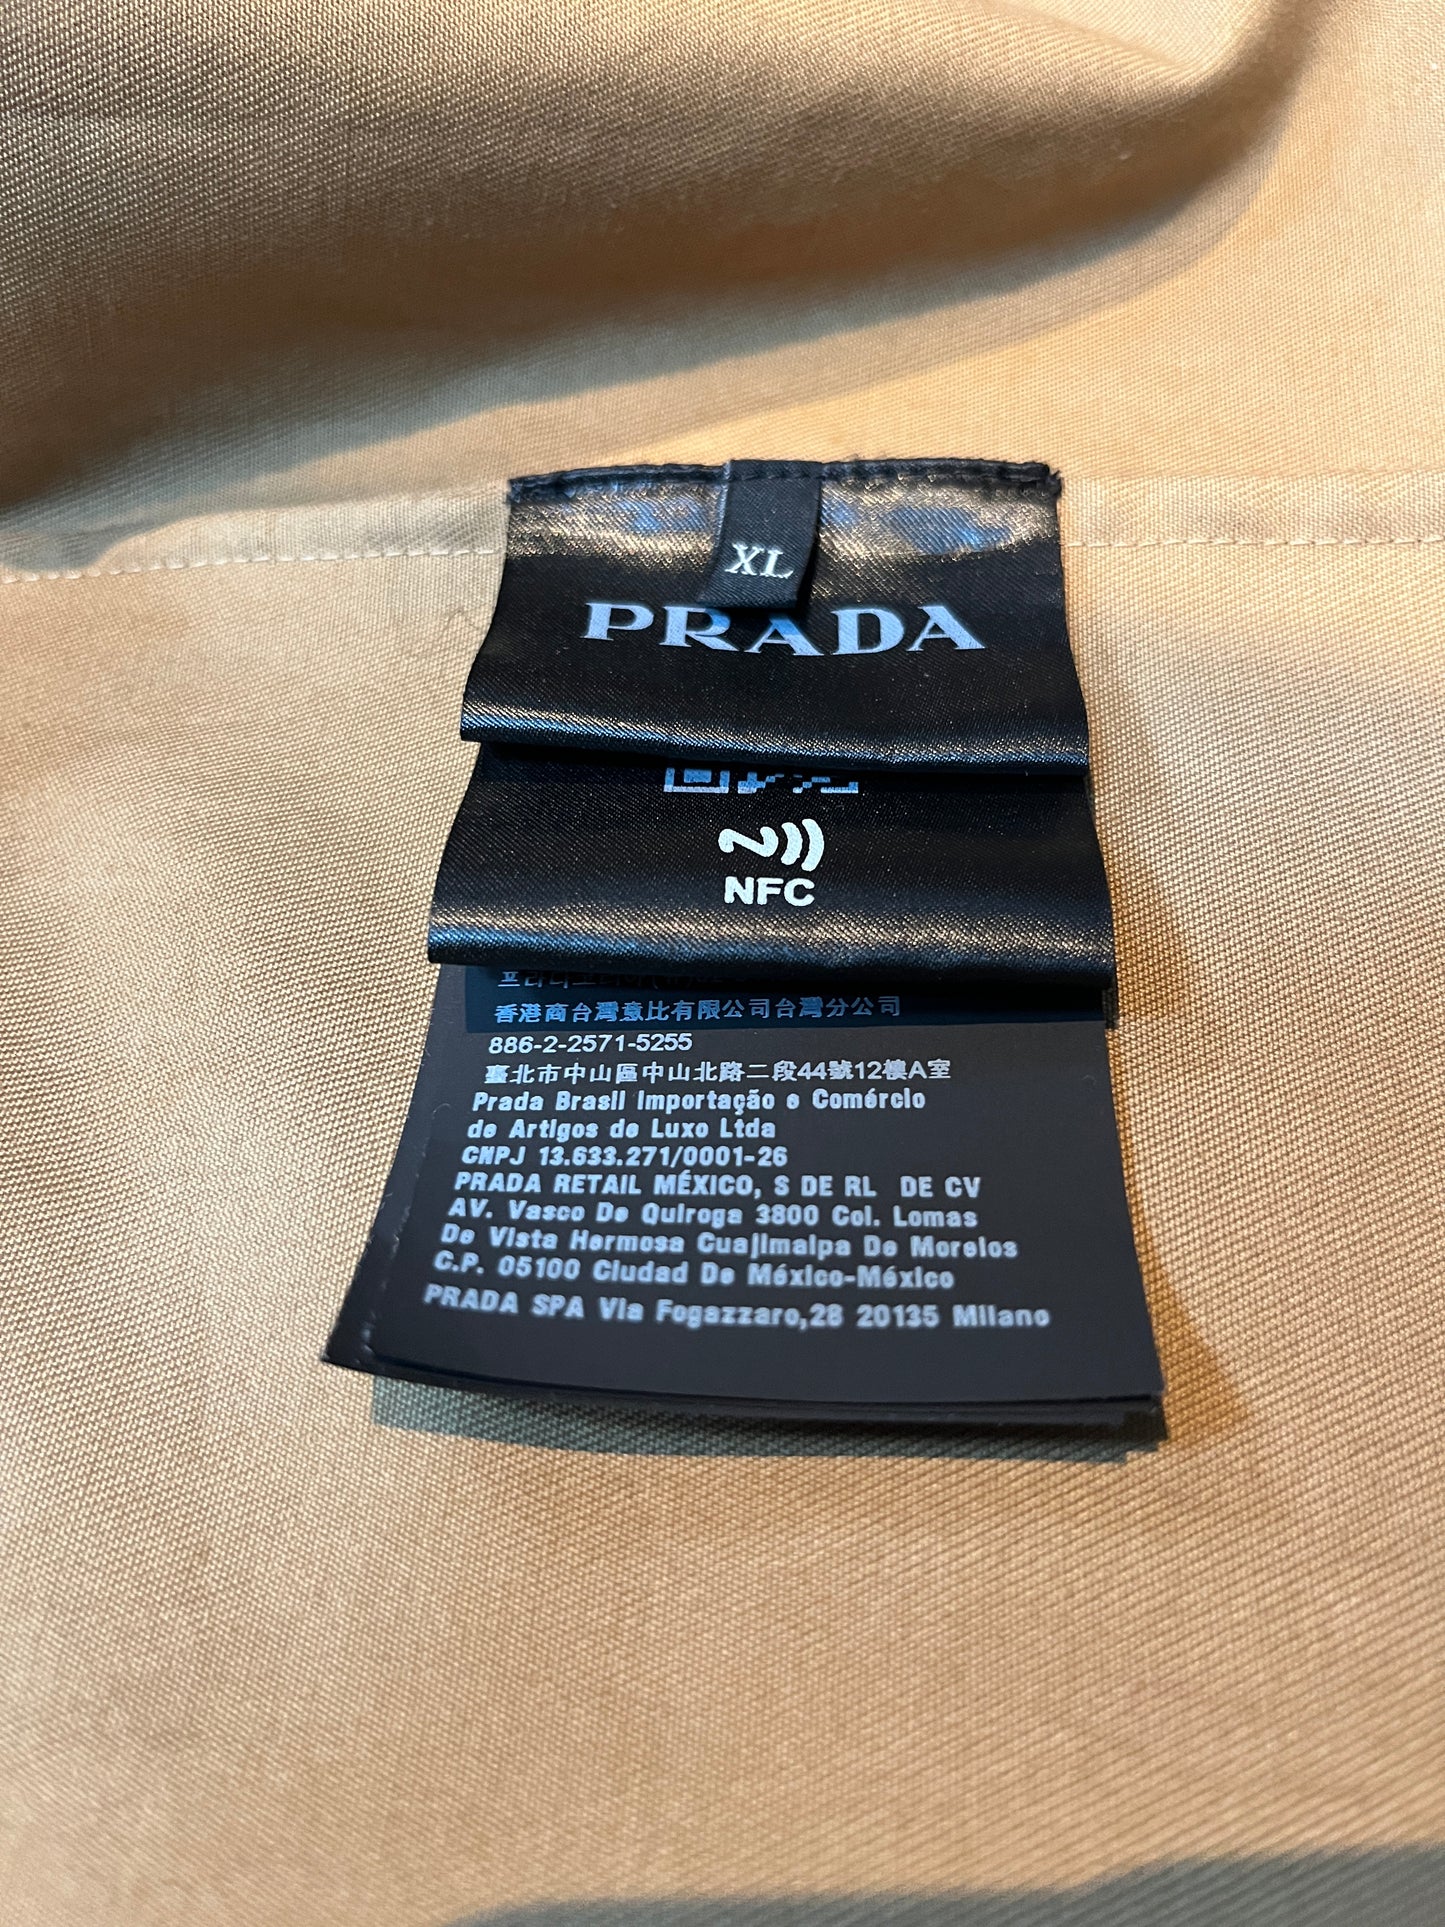 XL
PRADA
NFC
香港商台灣意比有限公司台灣分公司
886-2-2571-5255
臺北市中山區中山北路二段44號12樓A室
Prada Brasil Importação e Comércio
de Artigos de Luxo Ltda
CNPJ 13.633.271/0001-26
PRADA RETAIL MÉXICO, S DE RL DE CV
AV. Vasco De Quiroga 3800 Col. Lomas
De Vista Hermosa Cuajimalpa De Morelos
C.P. 05100 Ciudad De México-México
PRADA SPA Via Fogazzaro,28 20135 Milano